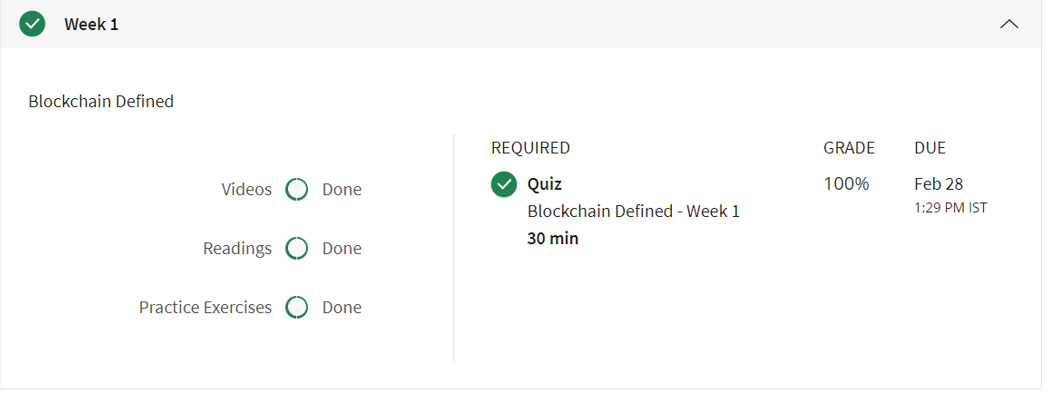 Week 1
Blockchain Defined
Videos Done
Readings Done
Practice Exercises Done
REQUIRED GRADE DUE
Quiz 100% Feb 28
Blockchain Defined - Week 1 1:29 PM IST
30 min